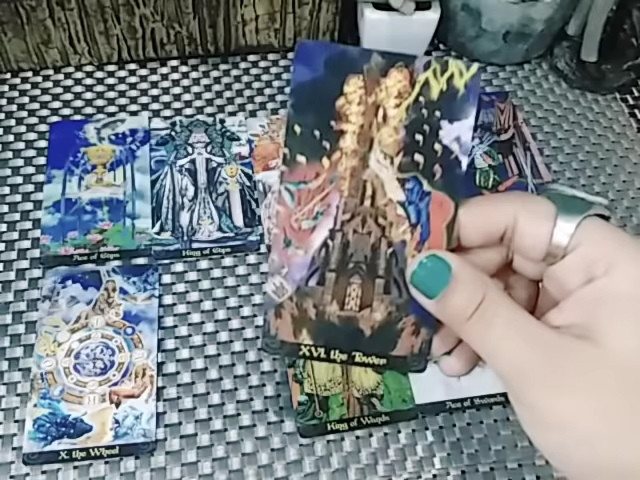 Ace of Cups
King of Cups
XVI. the Tower
King of Wands
Ace of Swords
X. the Wheel